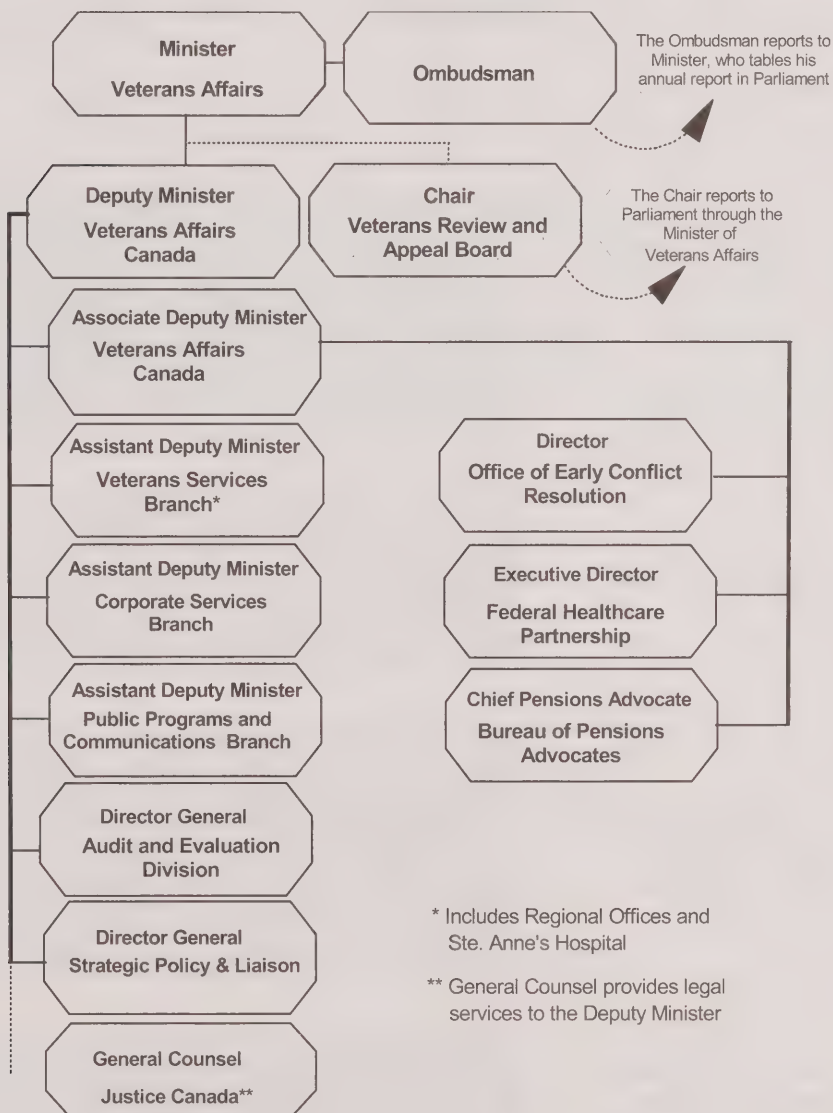 Minister
Veterans Affairs
Ombudsman
The Ombudsman reports to
Minister, who tables his
annual report in Parliament
Deputy Minister
Veterans Affairs
Canada
Chair
Veterans Review and
Appeal Board
The Chair reports to
Parliament through the
Minister of
Veterans Affairs
Associate Deputy Minister
Veterans Affairs
Canada
Assistant Deputy Minister
Veterans Services
Branch*
Director
Office of Early Conflict
Resolution
Assistant Deputy Minister
Corporate Services
Branch
Executive Director
Federal Healthcare
Partnership
Assistant Deputy Minister
Public Programs and
Communications Branch
Chief Pensions Advocate
Bureau of Pensions
Advocates
Director General
Audit and Evaluation
Division
Director General
Strategic Policy & Liaison
General Counsel
Justice Canada**
* Includes Regional Offices and
Ste. Anne's Hospital
** General Counsel provides legal
services to the Deputy Minister